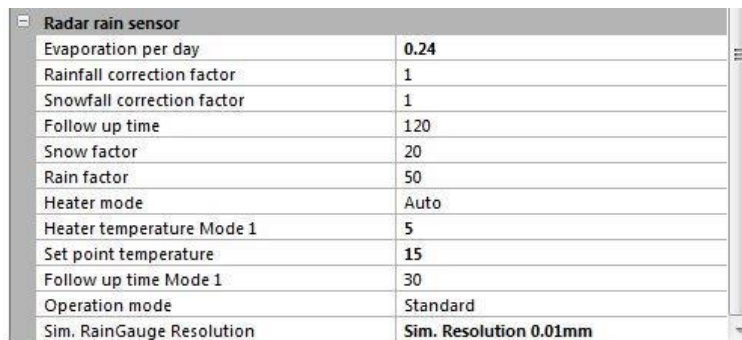 Radar rain sensor
Evaporation per day 0.24
Rainfall correction factor 1
Snowfall correction factor 1
Follow up time 120
Snow factor 20
Rain factor 50
Heater mode Auto
Heater temperature Mode 1 5
Set point temperature 15
Follow up time Mode 1 30
Operation mode Standard
Sim. RainGauge Resolution Sim. Resolution 0.01mm